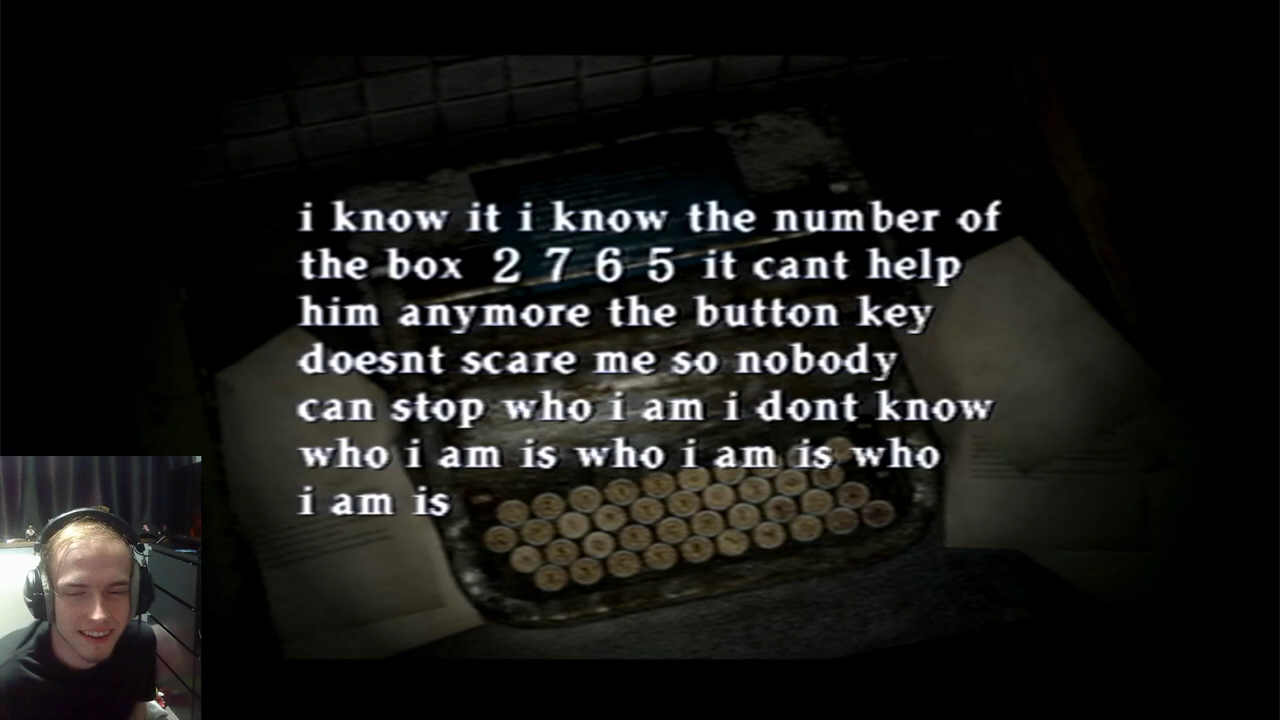 i know it i know the number of
the box 2 7 6 5 it cant help
him anymore the button key
doesnt scare me so nobody
can stop who i am i dont know
who i am is who i am is who
i am is